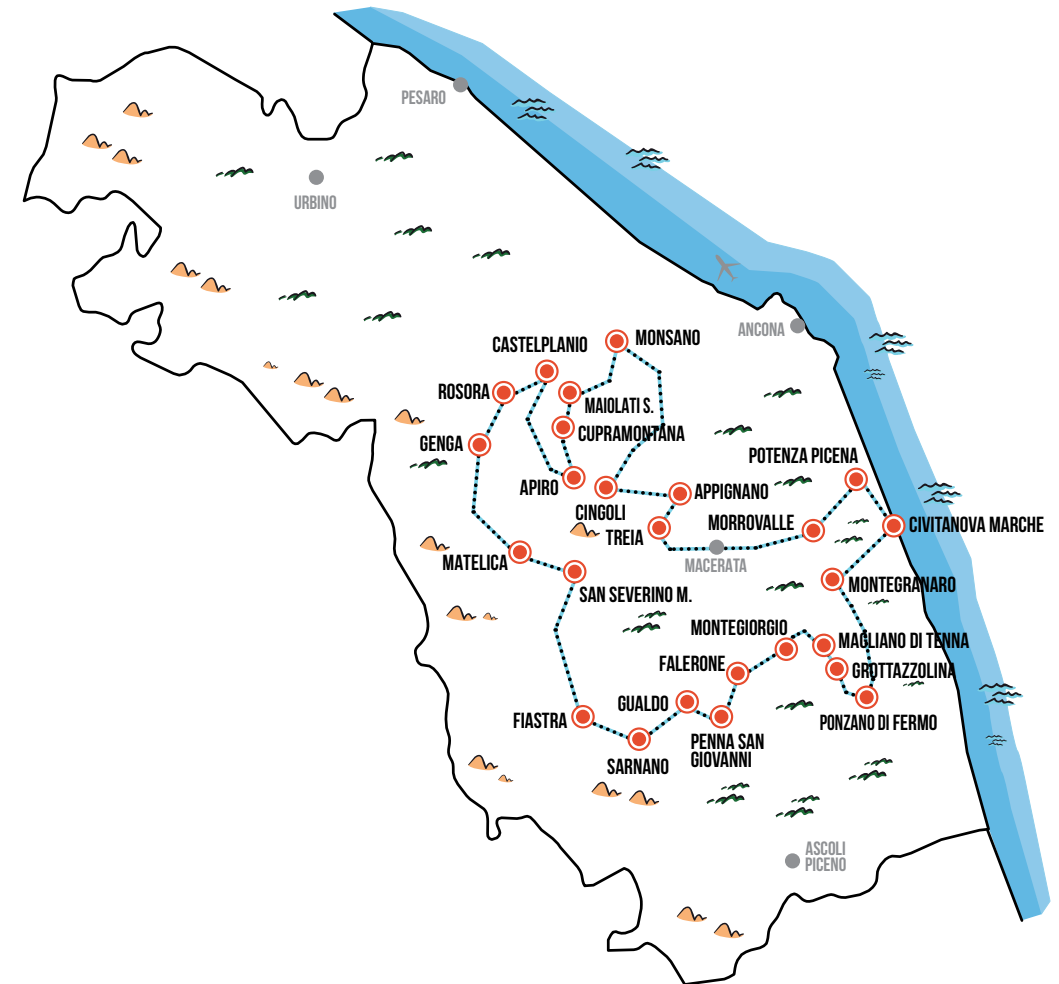 PESARO
URBINO
ANCONA
MONSANO
CASTELPLANIO
ROSORA
MAIOLATI S.
CUPRAMONTANA
GENGA
POTENZA PICENA
APIRO
APPIGNANO
CINGOLI
MORROVALLE
CIVITANOVA MARCHE
TREIA
MATELICA
MACERATA
MONTEGRANARO
SAN SEVERINO M.
MONTEGIORGIO
MAGLIANO DI TENNA
FALERONE
GROTTAZZOLINA
GUALDO
FIASTRA
PONZANO DI FERMO
PENNA SAN
GIOVANNI
SARNANO
ASCOLI
PICENO